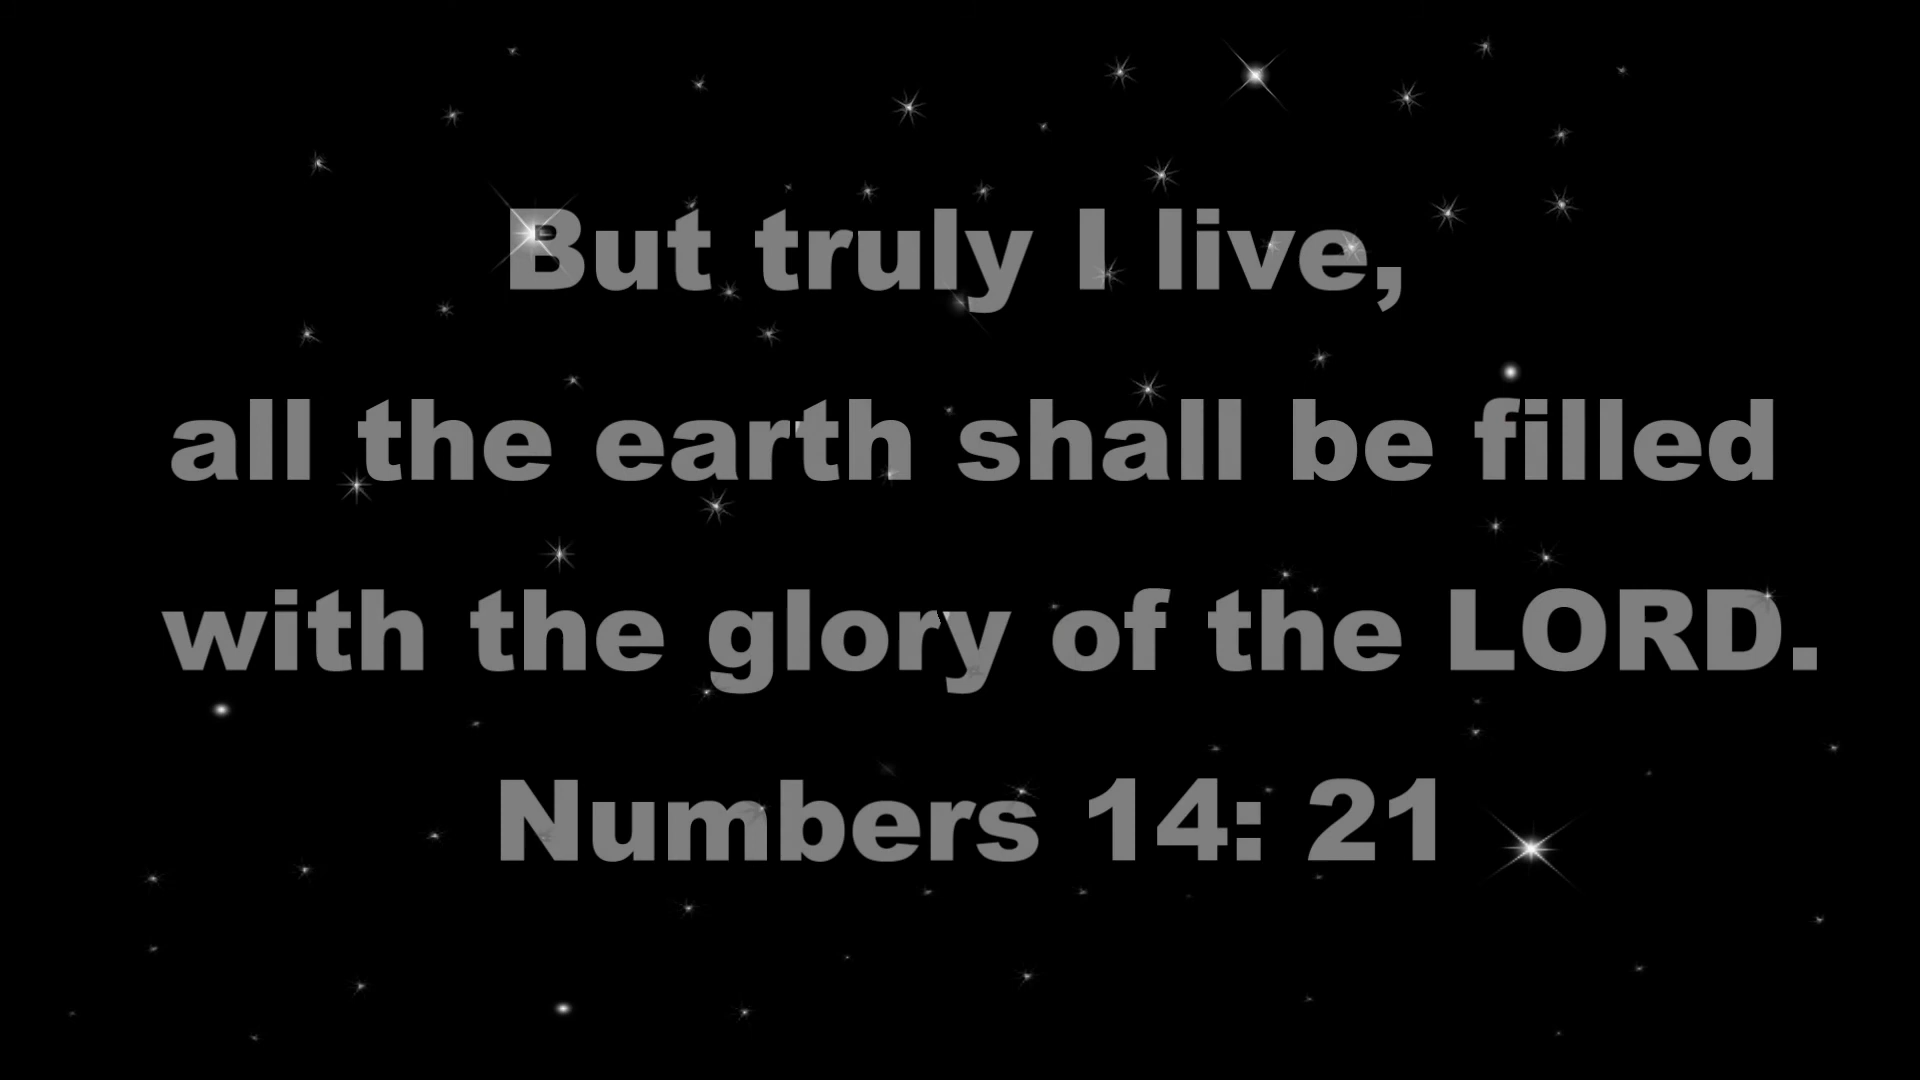 But truly I live,
all the earth shall be filled
with the glory of the LORD.
Numbers 14: 21